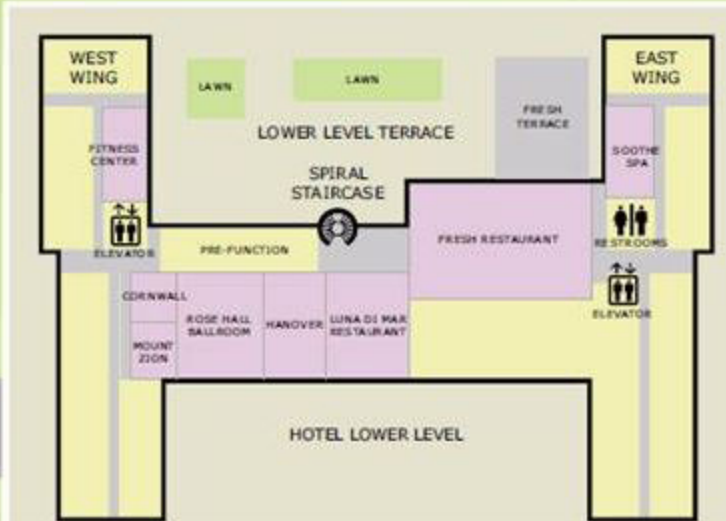 WEST
WING
EAST
WING
LAWN
LAWN
FRESH
TERRACE
LOWER LEVEL TERRACE
FITNESS
CENTER
SOOTHE
SPA
SPIRAL
STAIRCASE
ELEVATOR
PRE-FUNCTION
FRESH RESTAURANT
RESTROOMS
CORNWALL
ROSE HALL
BALLROOM
HANOVER
LUNA DI MAR
RESTAURANT
ELEVATOR
MOUNT
ZION
HOTEL LOWER LEVEL